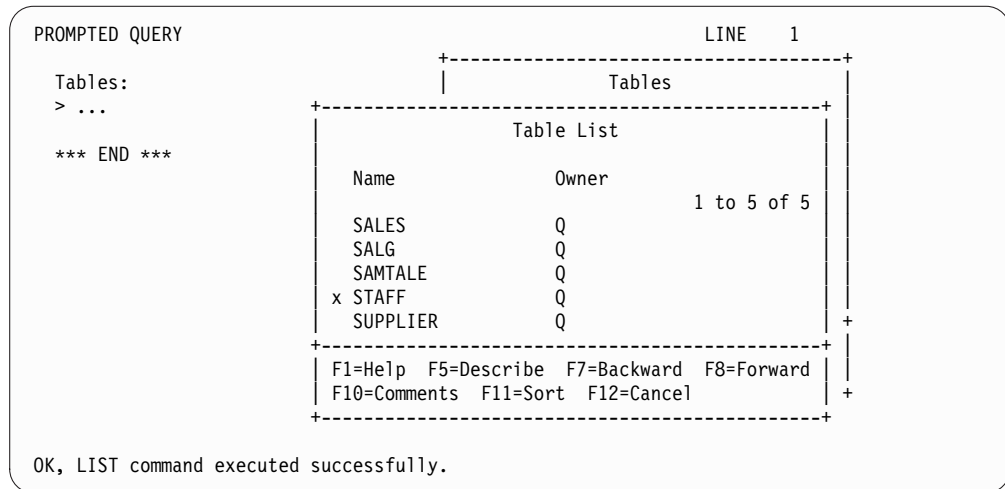 PROMPTED QUERY LINE 1
Tables: Tables
> ...
Table List
*** END ***
Name Owner
1 to 5 of 5
SALES Q
SALG Q
SAMTALE Q
x STAFF Q
SUPPLIER Q
F1=Help F5=Describe F7=Backward F8=Forward
F10=Comments F11=Sort F12=Cancel
OK, LIST command executed successfully.